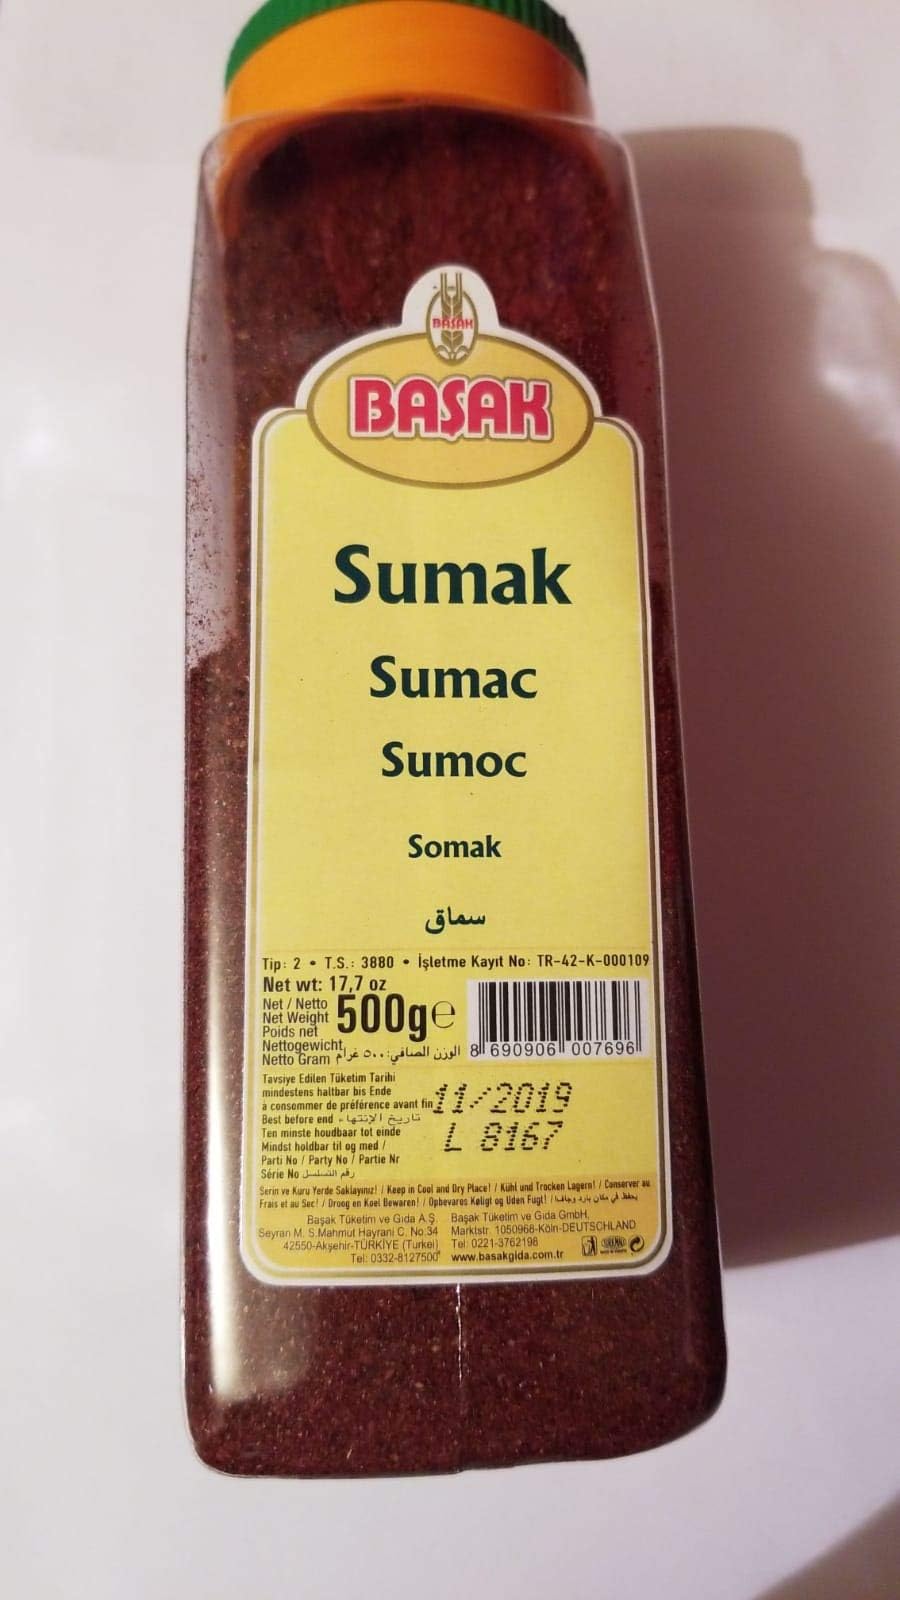 BAŞAK
BAŞAK
Sumak
Sumac
Sumoc
Somak
سماق
Tip: 2 • T.S.: 3880 • İşletme Kayıt No: TR-42-K-000109
Net wt: 17,7 oz
Net / Netto
Net Weight
Poids net
Nettogewicht
Netto Gram
500g e
الوزن الصافي: ٥٠٠ غرام
8 690906 007696
Tavsiye Edilen Tüketim Tarihi
mindestens haltbar bis Ende
à consommer de préférence avant fin
Best before end - تاريخ الإنتهاء
Ten minste houdbaar tot einde
Mindst holdbar til og med /
Parti No / Party No / Partie Nr
Série No رقم التسلسل
11/2019
L 8167
Serin ve Kuru Yerde Saklayınız! / Keep in Cool and Dry Place! / Kühl und Trocken Lagern! / Conserver au
Frais et au Sec! / Droog en Koel Bewaren! / Opbevares Køligt og Uden Fugt! / يحفظ في مكان بارد وجاف!
Başak Tüketim ve Gıda A.Ş.
Seyran M. S.Mahmut Hayrani C. No:34
42550-Akşehir-TÜRKİYE (Turkei)
Tel: 0332-8127500
Başak Tüketim ve Gıda GmbH.
Marktstr. 1050968-Köln-DEUTSCHLAND
Tel: 0221-3762198
www.basakgida.com.tr